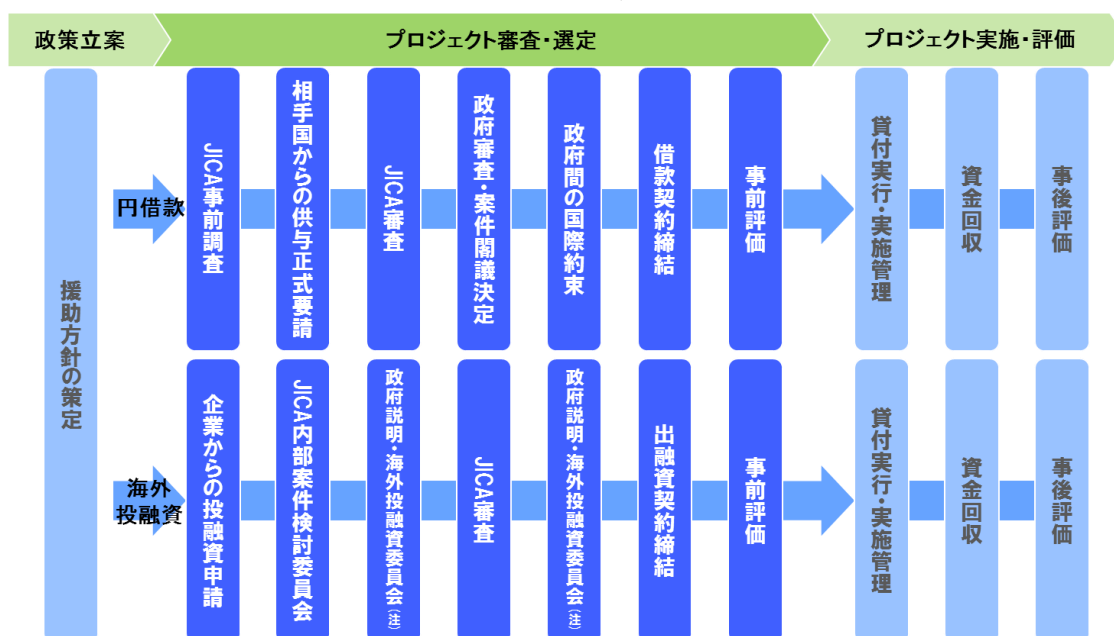 政策立案
プロジェクト審査・選定
プロジェクト実施・評価
援助方針の策定
円借款
JICA事前調査
相手国からの供与正式要請
JICA審査
政府審査・案件閣議決定
政府間の国際約束
借款契約締結
事前評価
貸付実行・実施管理
資金回収
事後評価
海外
投融資
企業からの投融資申請
JICA内部案件検討委員会
政府説明・海外投融資委員会(注)
JICA審査
政府説明・海外投融資委員会(注)
出融資契約締結
事前評価
貸付実行・実施管理
資金回収
事後評価